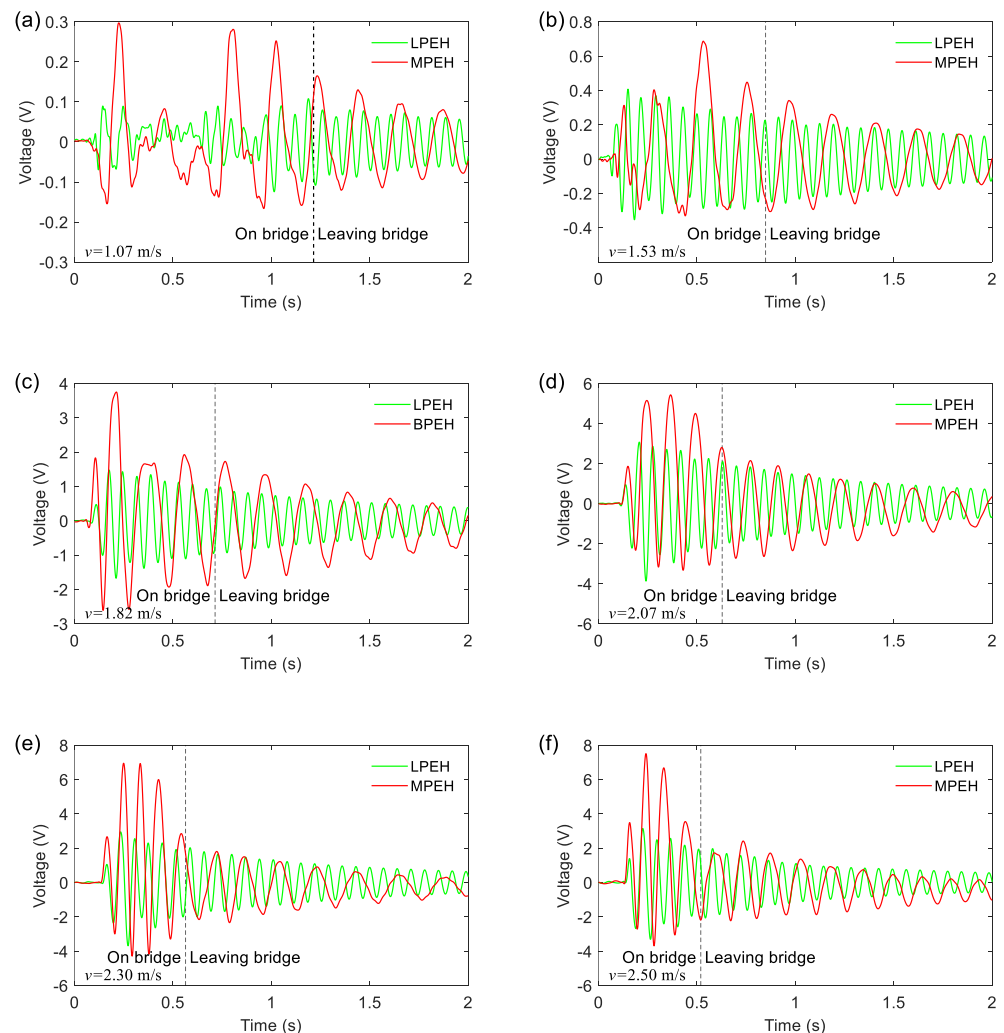 (a)
0.3
0.2
0.1
0
-0.1
-0.2
-0.3
Voltage (V)
LPEH
MPEH
On bridge
Leaving bridge
v=1.07 m/s
0
0.5
1
1.5
2
Time (s)
(b)
0.8
0.4
0
-0.4
Voltage (V)
LPEH
MPEH
On bridge
Leaving bridge
v=1.53 m/s
0
0.5
1
1.5
2
Time (s)
(c)
4
3
2
1
0
-1
-2
-3
Voltage (V)
LPEH
BPEH
On bridge
Leaving bridge
v=1.82 m/s
0
0.5
1
1.5
2
Time (s)
(d)
6
4
2
0
-2
-4
-6
Voltage (V)
LPEH
MPEH
On bridge
Leaving bridge
v=2.07 m/s
0
0.5
1
1.5
2
Time (s)
(e)
8
6
4
2
0
-2
-4
-6
Voltage (V)
LPEH
MPEH
On bridge
Leaving bridge
v=2.30 m/s
0
0.5
1
1.5
2
Time (s)
(f)
8
6
4
2
0
-2
-4
-6
Voltage (V)
LPEH
MPEH
On bridge
Leaving bridge
v=2.50 m/s
0
0.5
1
1.5
2
Time (s)